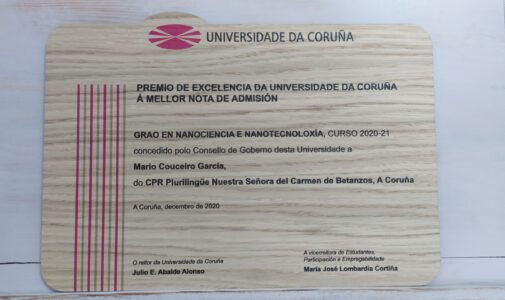 UNIVERSIDADE DA CORUÑA
PREMIO DE EXCELENCIA DA UNIVERSIDADE DA CORUÑA
Á MELLOR NOTA DE ADMISIÓN
GRAO EN NANOCIENCIA E NANOTECNOLOXÍA, CURSO 2020-21
concedido polo Consello de Goberno desta Universidade a
Mario Couceiro García,
do CPR Plurilingüe Nuestra Señora del Carmen de Betanzos, A Coruña
A Coruña, decembro de 2020
O reitor da Universidade da Coruña
Julio E. Abalde Alonso
A vicerreitora de Estudantes,
Participación e Empregabilidade
María José Lombardía Cortiña